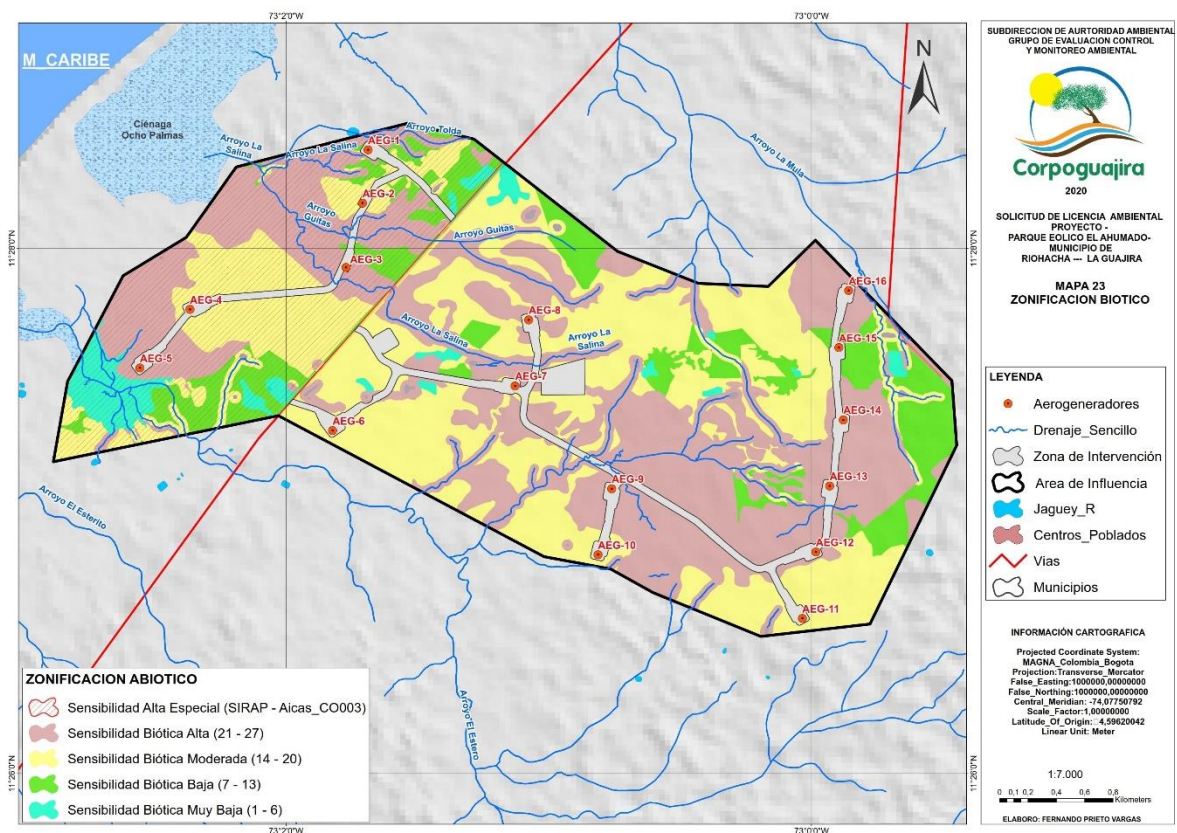 73°2'0"W
73°0'0"W
M_CARIBE
Ciénaga
Ocho Palmas
Arroyo La
Salina
Arroyo La Salina
Arroyo Tolda
AEG-1
AEG-2
Arroyo
Guitas
Arroyo Guitas
AEG-3
AEG-4
AEG-5
AEG-6
Arroyo La Salina
AEG-7
AEG-8
Arroyo La
Salina
AEG-9
AEG-10
AEG-11
AEG-12
AEG-13
AEG-14
AEG-15
AEG-16
Arroyo La Mula
Arroyo El Esterito
Arroyo El Estero
N
11°28'0"N
11°28'0"N
11°26'0"N
73°2'0"W
73°0'0"W
ZONIFICACION ABIOTICO
Sensibilidad Alta Especial (SIRAP - Aicas_CO003)
Sensibilidad Biótica Alta (21 - 27)
Sensibilidad Biótica Moderada (14 - 20)
Sensibilidad Biótica Baja (7 - 13)
Sensibilidad Biótica Muy Baja (1 - 6)
SUBDIRECCION DE AURTORIDAD AMBIENTAL
GRUPO DE EVALUACION CONTROL
Y MONITOREO AMBIENTAL
Corpoguajira
2020
SOLICITUD DE LICENCIA AMBIENTAL
PROYECTO -
PARQUE EOLICO EL AHUMADO-
MUNICIPIO DE
RIOHACHA --- LA GUAJIRA
MAPA 23
ZONIFICACION BIOTICO
LEYENDA
Aerogeneradores
Drenaje_Sencillo
Zona de Intervención
Area de Influencia
Jaguey_R
Centros_Poblados
Vias
Municipios
INFORMACIÓN CARTOGRAFICA
Projected Coordinate System:
MAGNA_Colombia_Bogota
Projection:Transverse_Mercator
False_Easting:1000000,00000000
False_Northing:1000000,00000000
Central_Meridian: -74,07750792
Scale_Factor:1,00000000
Latitude_Of_Origin: 4,59620042
Linear Unit: Meter
1:7.000
0 0,1 0,2 0,4 0,6 0,8
Kilometers
ELABORO: FERNANDO PRIETO VARGAS